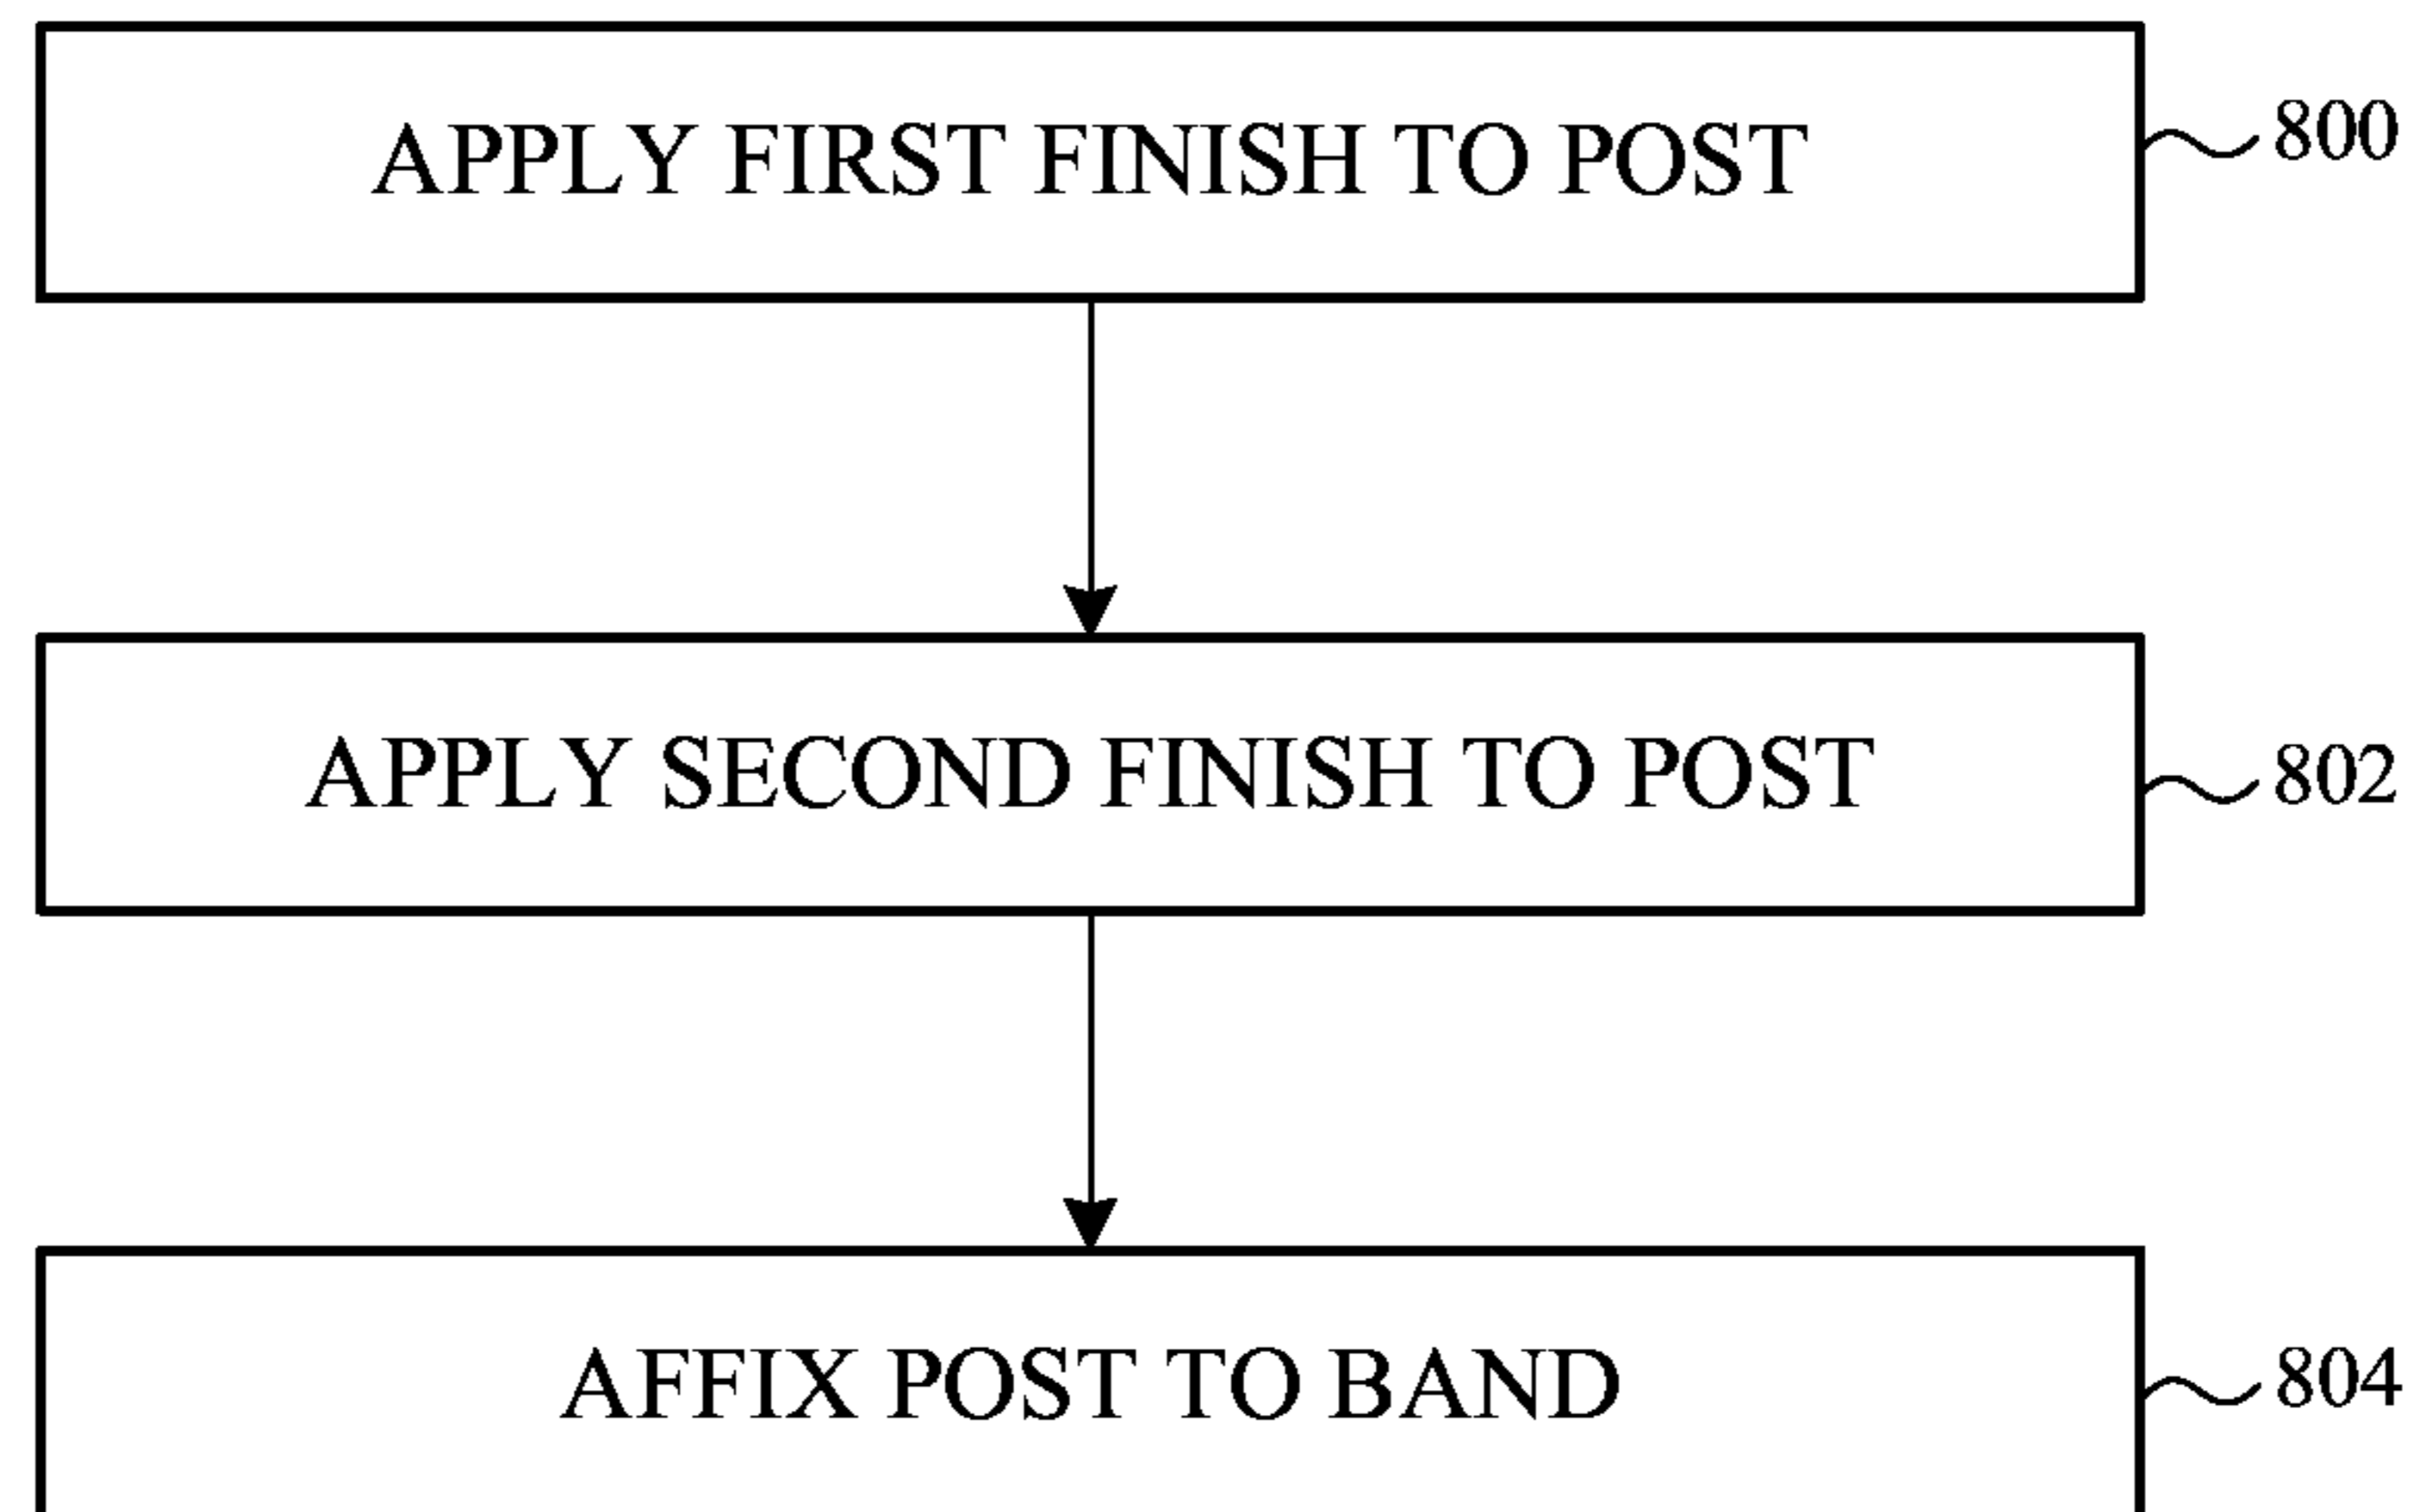 APPLY FIRST FINISH TO POST
800
APPLY SECOND FINISH TO POST
802
AFFIX POST TO BAND
804